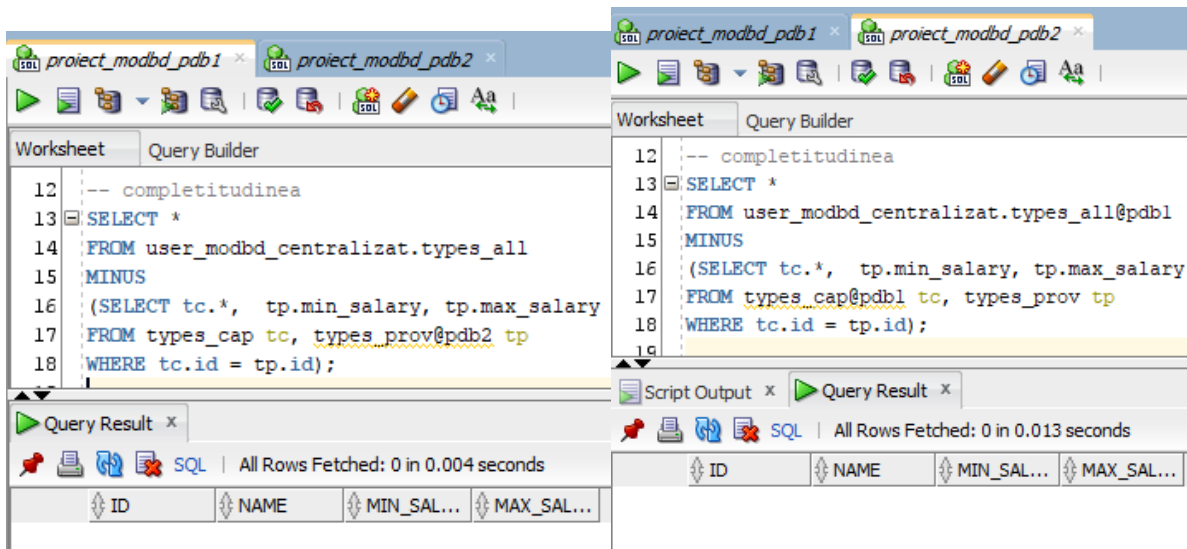 proiect_modbd_pdb1 × proiect_modbd_pdb2 ×
Worksheet Query Builder
12 -- completitudinea
13 SELECT *
14 FROM user_modbd_centralizat.types_all
15 MINUS
16 (SELECT tc.*, tp.min_salary, tp.max_salary
17 FROM types_cap tc, types_prov@pdb2 tp
18 WHERE tc.id = tp.id);
Query Result ×
SQL | All Rows Fetched: 0 in 0.004 seconds
ID NAME MIN_SAL... MAX_SAL...
proiect_modbd_pdb1 × proiect_modbd_pdb2 ×
Worksheet Query Builder
12 -- completitudinea
13 SELECT *
14 FROM user_modbd_centralizat.types_all@pdb1
15 MINUS
16 (SELECT tc.*, tp.min_salary, tp.max_salary
17 FROM types_cap@pdb1 tc, types_prov tp
18 WHERE tc.id = tp.id);
19
Script Output × Query Result ×
SQL | All Rows Fetched: 0 in 0.013 seconds
ID NAME MIN_SAL... MAX_SAL...